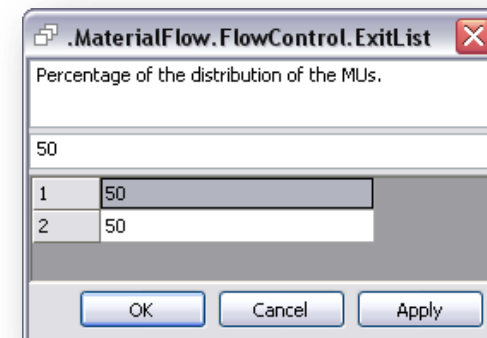 .MaterialFlow.FlowControl.ExitList
Percentage of the distribution of the MUs.
50
1 50
2 50
OK Cancel Apply